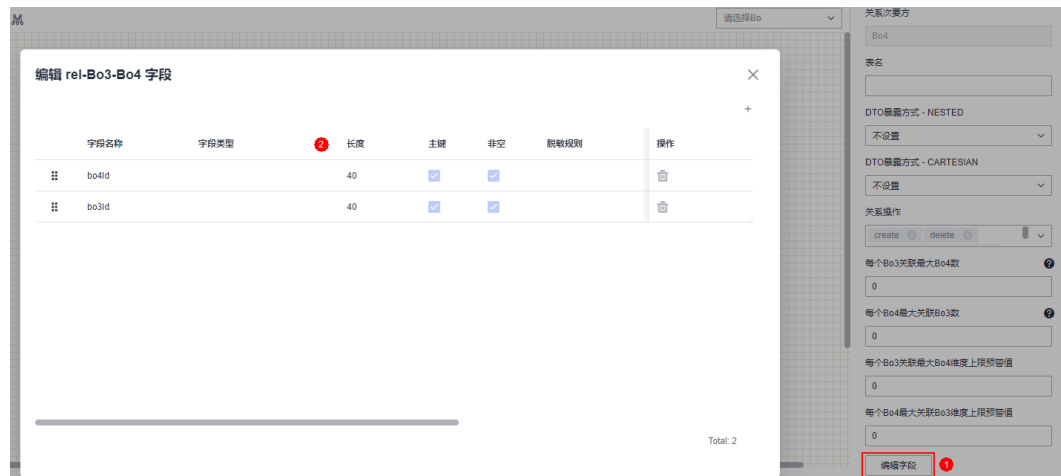 请选择Bo
编辑 rel-Bo3-Bo4 字段
+
字段名称 字段类型 2 长度 主键 非空 脱敏规则 操作
bo4Id 40
bo3Id 40
Total: 2
关系次要方
Bo4
表名
DTO暴露方式 - NESTED
不设置
DTO暴露方式 - CARTESIAN
不设置
关系操作
create delete
每个Bo3关联最大Bo4数
0
每个Bo4最大关联Bo3数
0
每个Bo3关联最大Bo4维度上限预警值
0
每个Bo4最大关联Bo3维度上限预警值
0
编辑字段 1